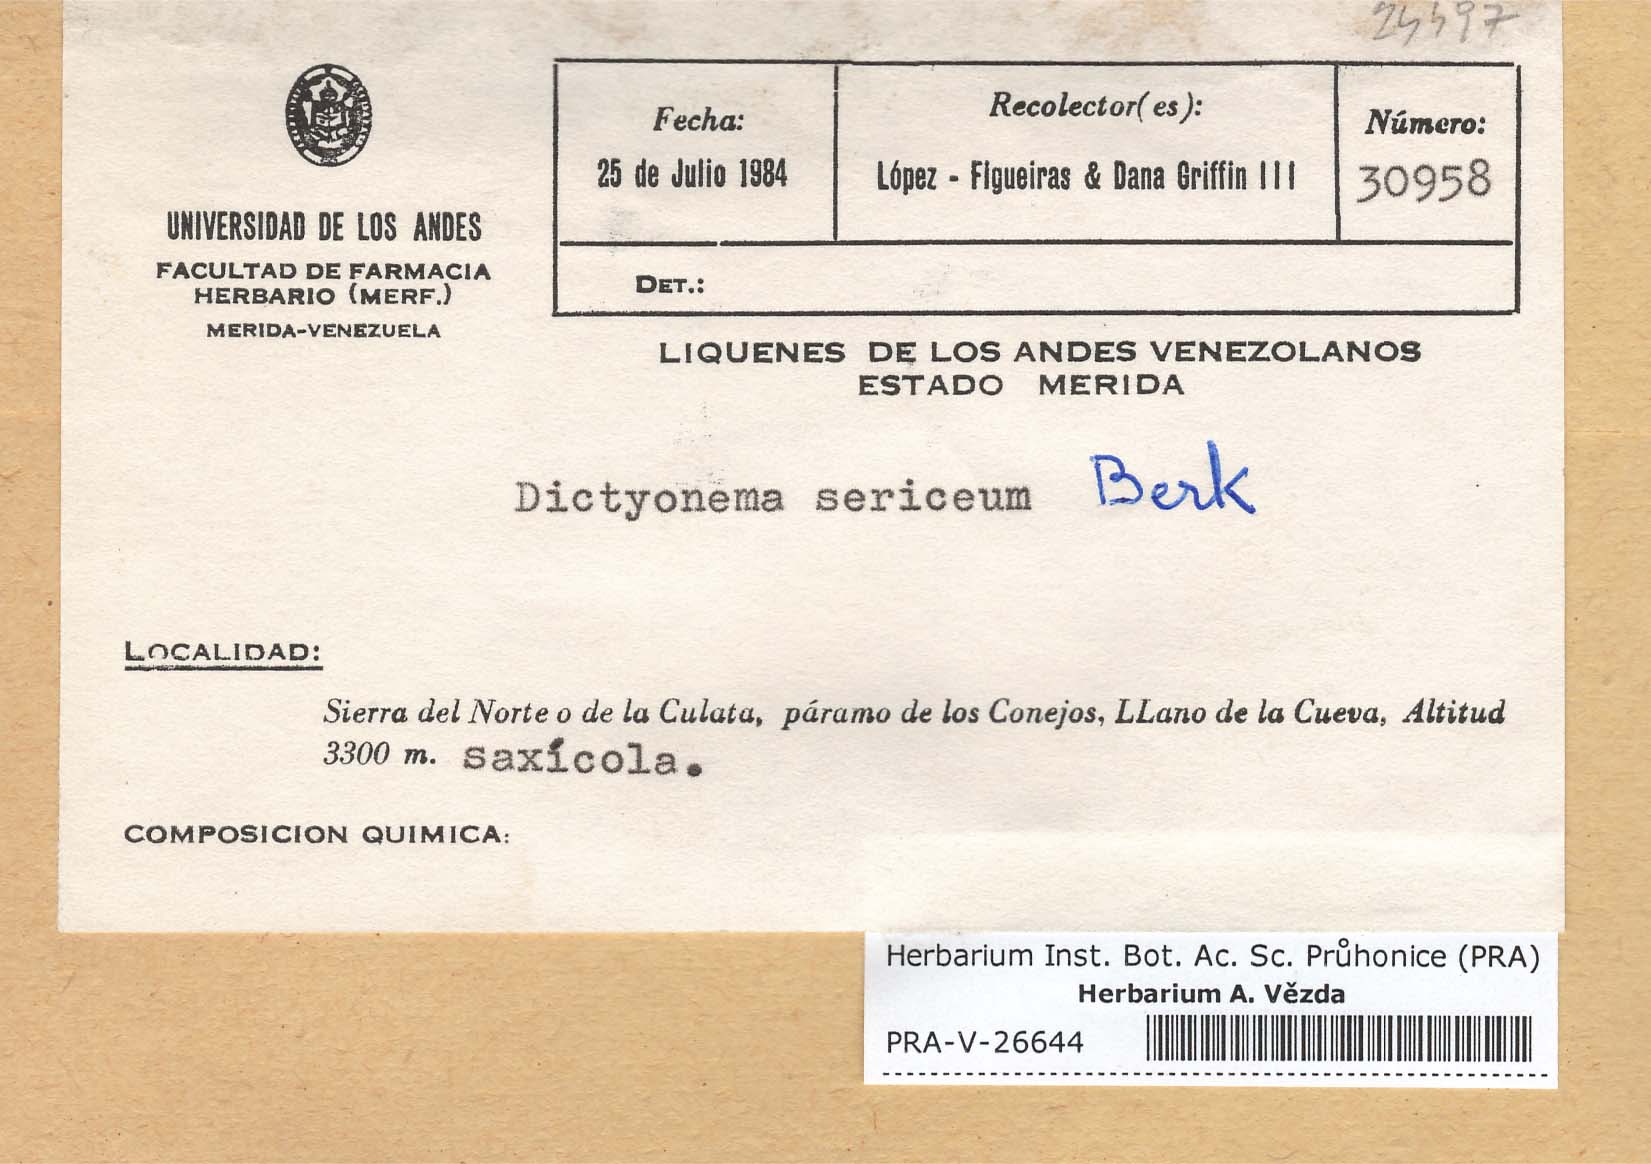 24497
Fecha:
25 de Julio 1984
Recolector(es):
López - Figueiras & Dana Griffin III
Número:
30958
DET.:
UNIVERSIDAD DE LOS ANDES
FACULTAD DE FARMACIA
HERBARIO (MERF.)
MERIDA-VENEZUELA
LIQUENES DE LOS ANDES VENEZOLANOS
ESTADO MERIDA
Dictyonema sericeum Berk
LOCALIDAD:
Sierra del Norte o de la Culata, páramo de los Conejos, LLano de la Cueva, Altitud
3300 m. saxícola.
COMPOSICION QUIMICA:
Herbarium Inst. Bot. Ac. Sc. Průhonice (PRA)
Herbarium A. Vězda
PRA-V-26644